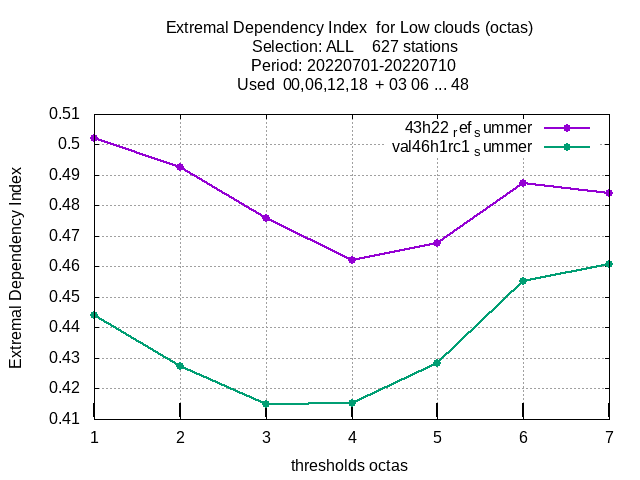 Extremal Dependency Index  for Low clouds (octas)
Selection: ALL    627 stations
Period: 20220701-20220710
Used  00,06,12,18  + 03 06 ... 48
0.51
0.5
0.49
0.48
0.47
0.46
0.45
0.44
0.43
0.42
0.41
Extremal Dependency Index
43h22 ref summer
val46h1rc1 summer
1 2 3 4 5 6 7
thresholds octas